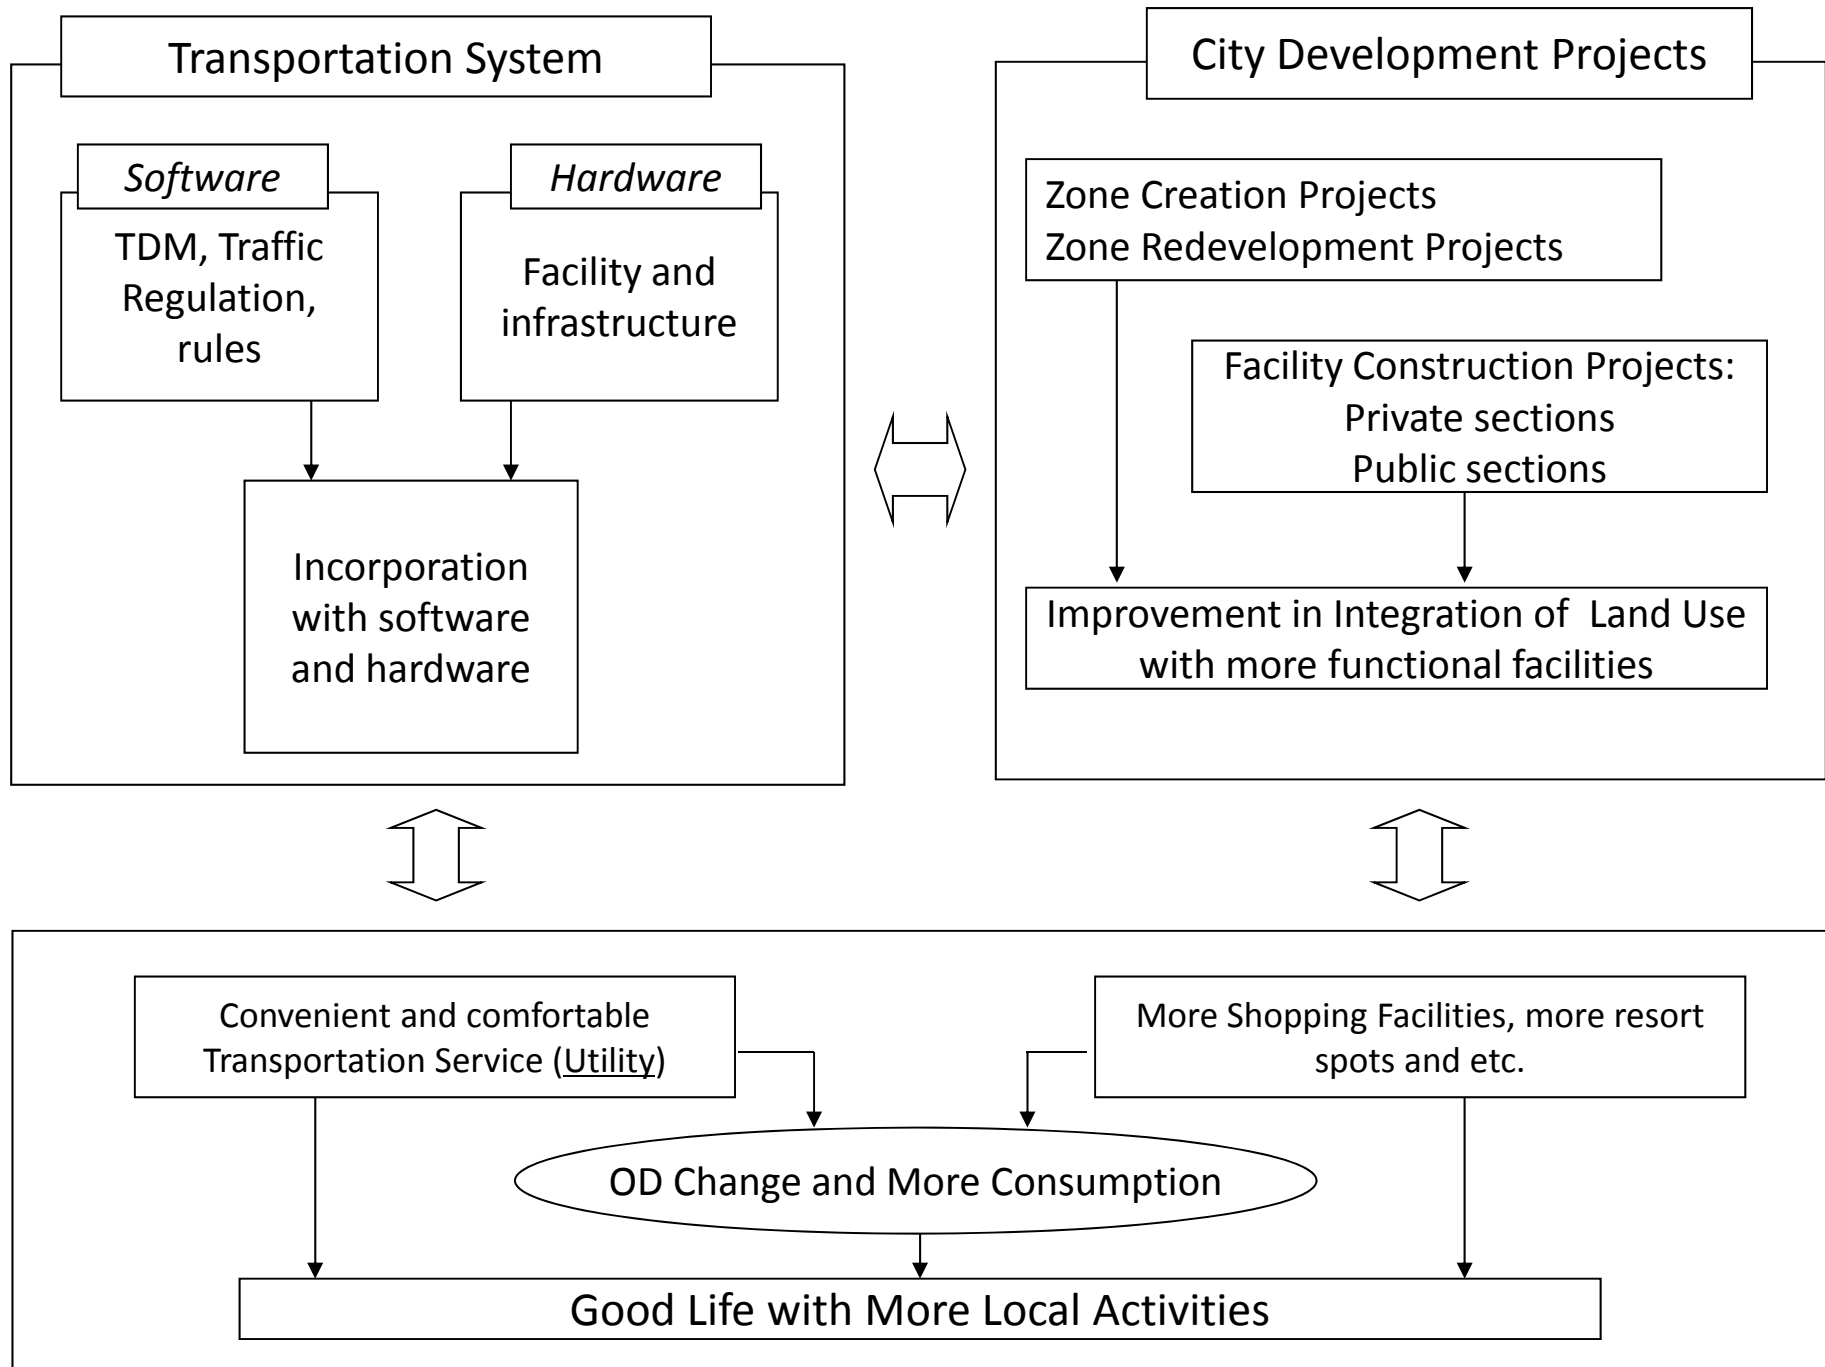 Transportation System
City Development Projects
Software
TDM, Traffic
Regulation,
rules
Hardware
Facility and
infrastructure
Incorporation
with software
and hardware
Zone Creation Projects
Zone Redevelopment Projects
Facility Construction Projects:
Private sections
Public sections
Improvement in Integration of Land Use
with more functional facilities
Convenient and comfortable
Transportation Service (Utility)
More Shopping Facilities, more resort
spots and etc.
OD Change and More Consumption
Good Life with More Local Activities